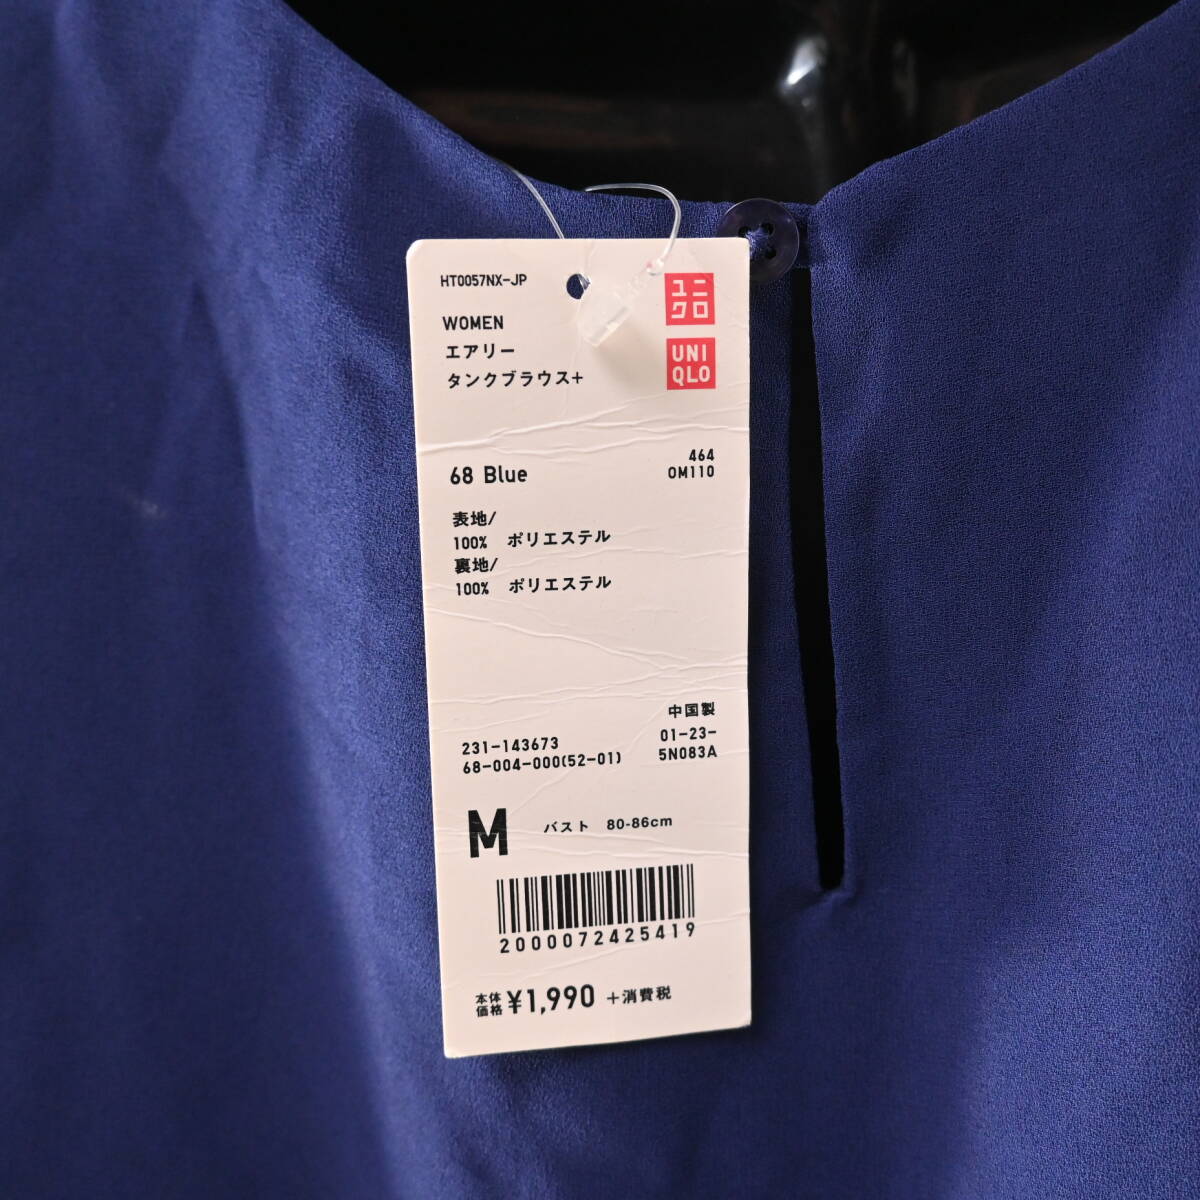 HT0057NX-JP
ユニ
クロ
UNI
QLO
WOMEN
エアリー
タンクブラウス+
68 Blue
464
0M110
表地/
100% ポリエステル
裏地/
100% ポリエステル
中国製
231-143673
01-23-
68-004-000(52-01)
5N083A
M バスト 80-86cm
2000072425419
本体
価格 ¥1,990 +消費税